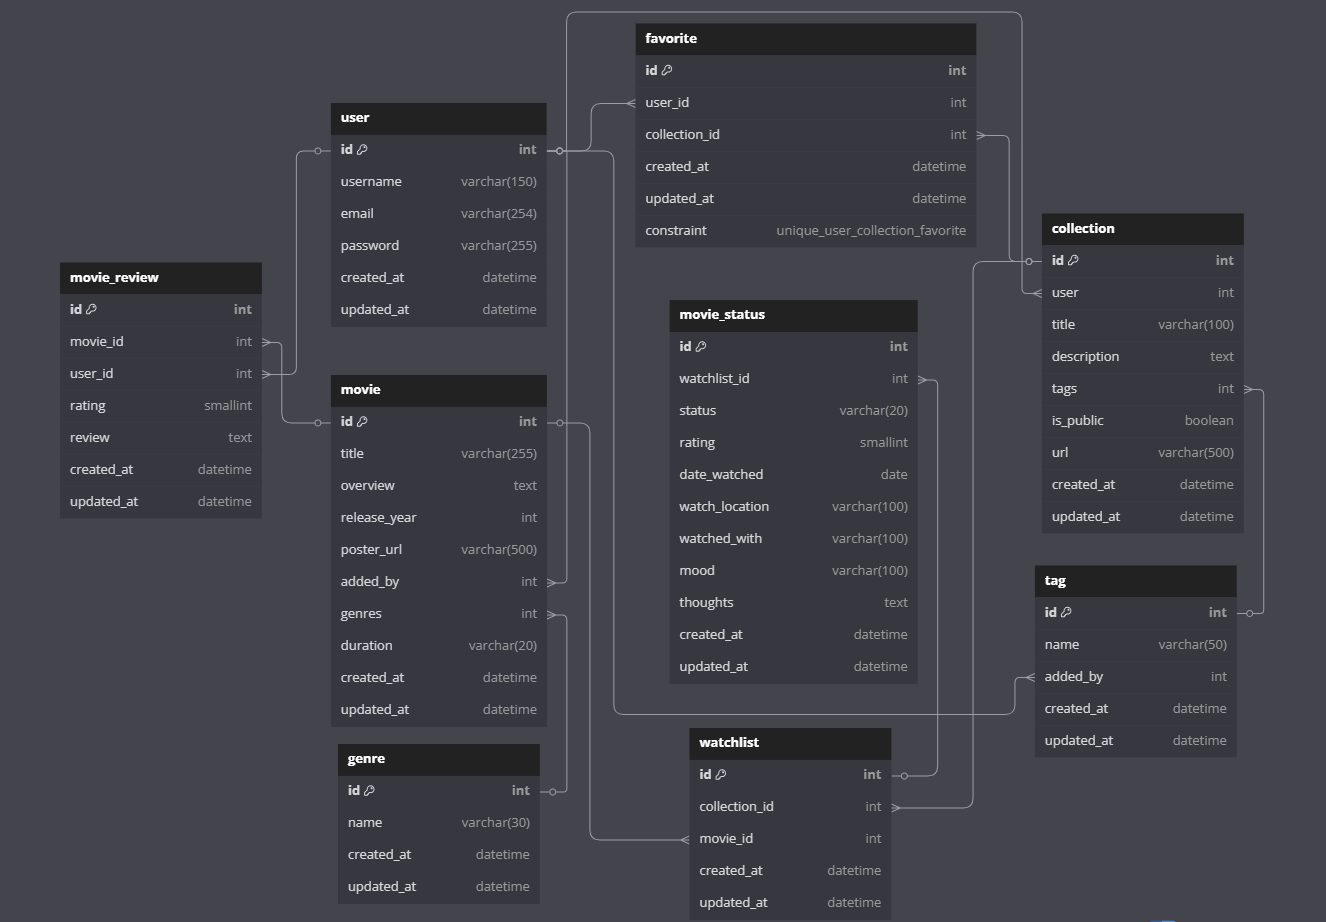 favorite
id int
user_id int
collection_id int
created_at datetime
updated_at datetime
constraint unique_user_collection_favorite
user
id int
username varchar(150)
email varchar(254)
password varchar(255)
created_at datetime
updated_at datetime
collection
id int
user int
title varchar(100)
description text
tags int
is_public boolean
url varchar(500)
created_at datetime
updated_at datetime
movie_review
id int
movie_id int
user_id int
rating smallint
review text
created_at datetime
updated_at datetime
movie_status
id int
watchlist_id int
status varchar(20)
rating smallint
date_watched date
watch_location varchar(100)
watched_with varchar(100)
mood varchar(100)
thoughts text
created_at datetime
updated_at datetime
movie
id int
title varchar(255)
overview text
release_year int
poster_url varchar(500)
added_by int
genres int
duration varchar(20)
created_at datetime
updated_at datetime
tag
id int
name varchar(50)
added_by int
created_at datetime
updated_at datetime
watchlist
id int
collection_id int
movie_id int
created_at datetime
updated_at datetime
genre
id int
name varchar(30)
created_at datetime
updated_at datetime